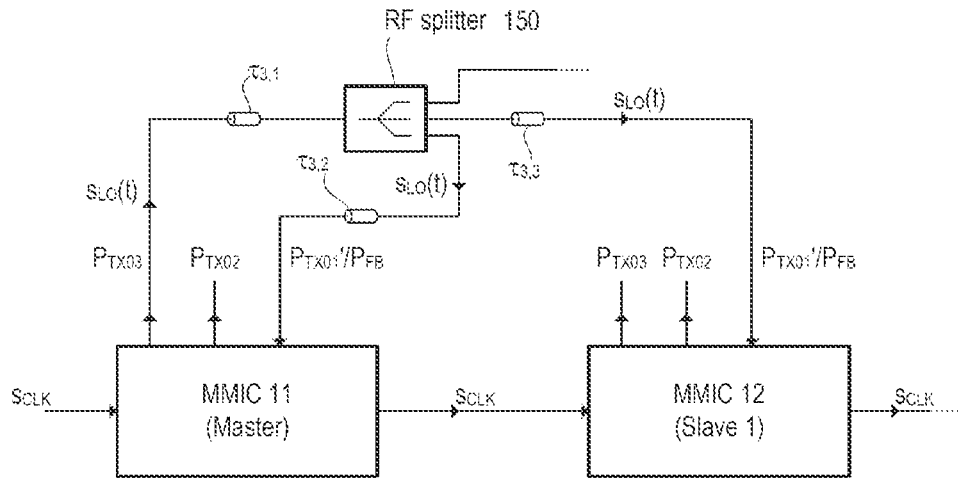 RF splitter 150
τ3,1
sLO(t)
τ3,2
sLO(t)
τ3,3
sLO(t)
PTX03
PTX02
PTX01'/PFB
PTX03
PTX02
PTX01'/PFB
sCLK
MMIC 11
(Master)
sCLK
MMIC 12
(Slave 1)
sCLK